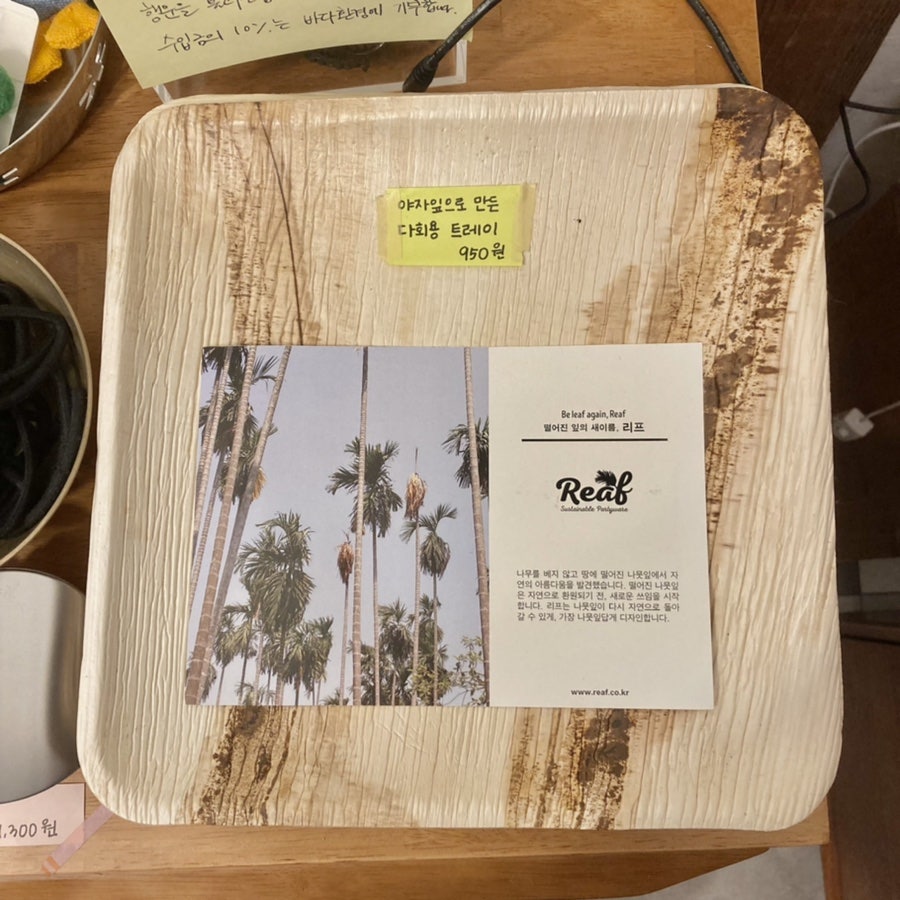 행운을
수입금의 10%는 바다환경에 기부합니다.
야자잎으로 만든
다회용 트레이
950원
Be leaf again, Reaf
떨어진 잎의 새이름, 리프
Reaf
Sustainable Partyware
나무를 베지 않고 땅에 떨어진 나뭇잎에서 자
연의 아름다움을 발견했습니다. 떨어진 나뭇잎
은 자연으로 환원되기 전, 새로운 쓰임을 시작
합니다. 리프는 나뭇잎이 다시 자연으로 돌아
갈 수 있게, 가장 나뭇잎답게 디자인합니다.
www.reaf.co.kr
1,300원